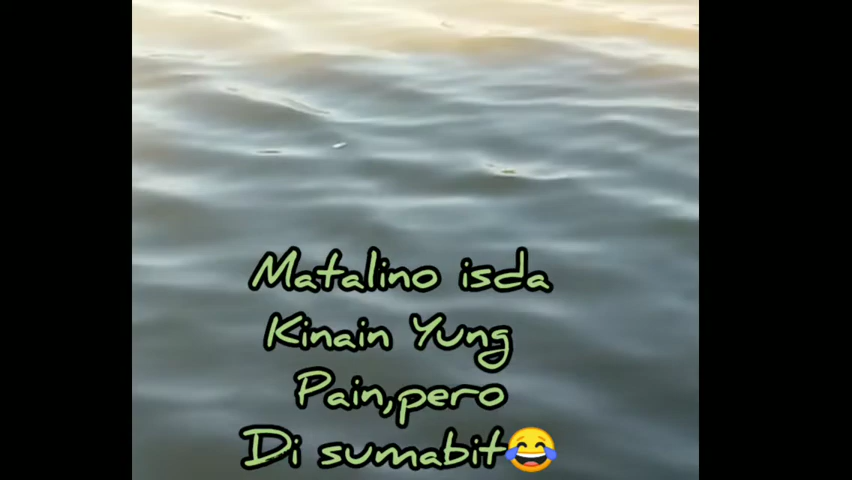 Matalino isda
Kinain Yung
Pain,pero
Di sumabit😂